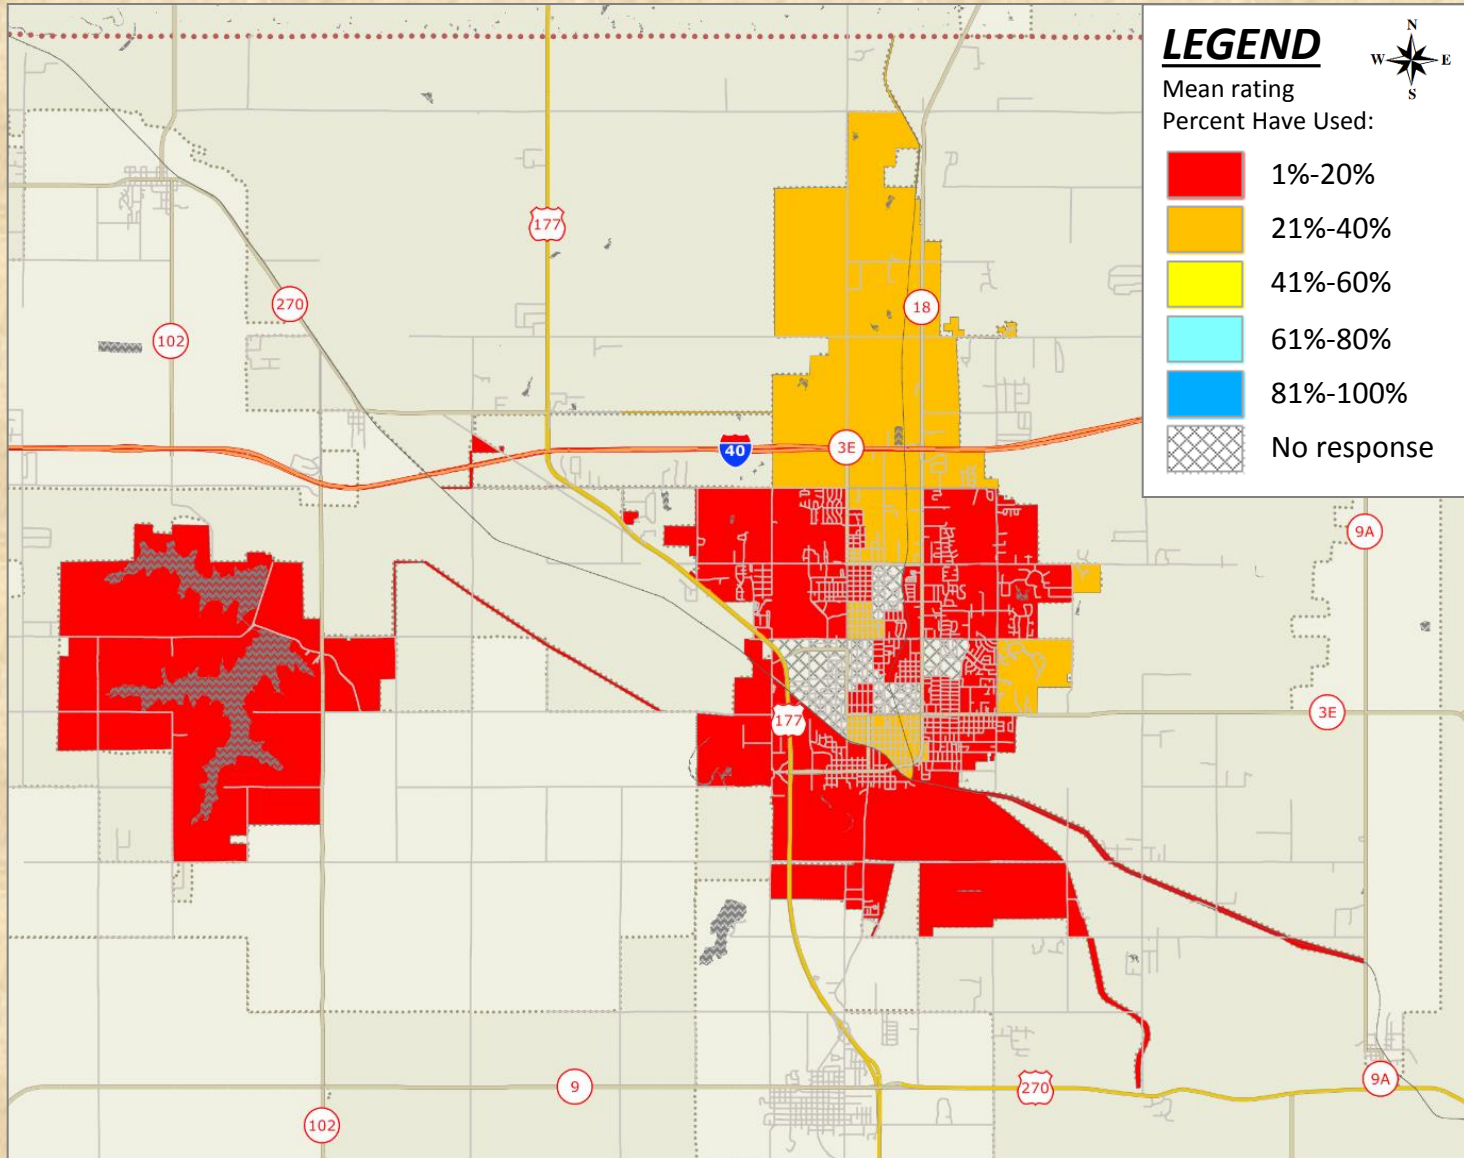 LEGEND
N
W E
S
Mean rating
Percent Have Used:
1%-20%
21%-40%
41%-60%
61%-80%
81%-100%
No response
177
270
18
102
40
3E
9A
3E
177
9
270
9A
102